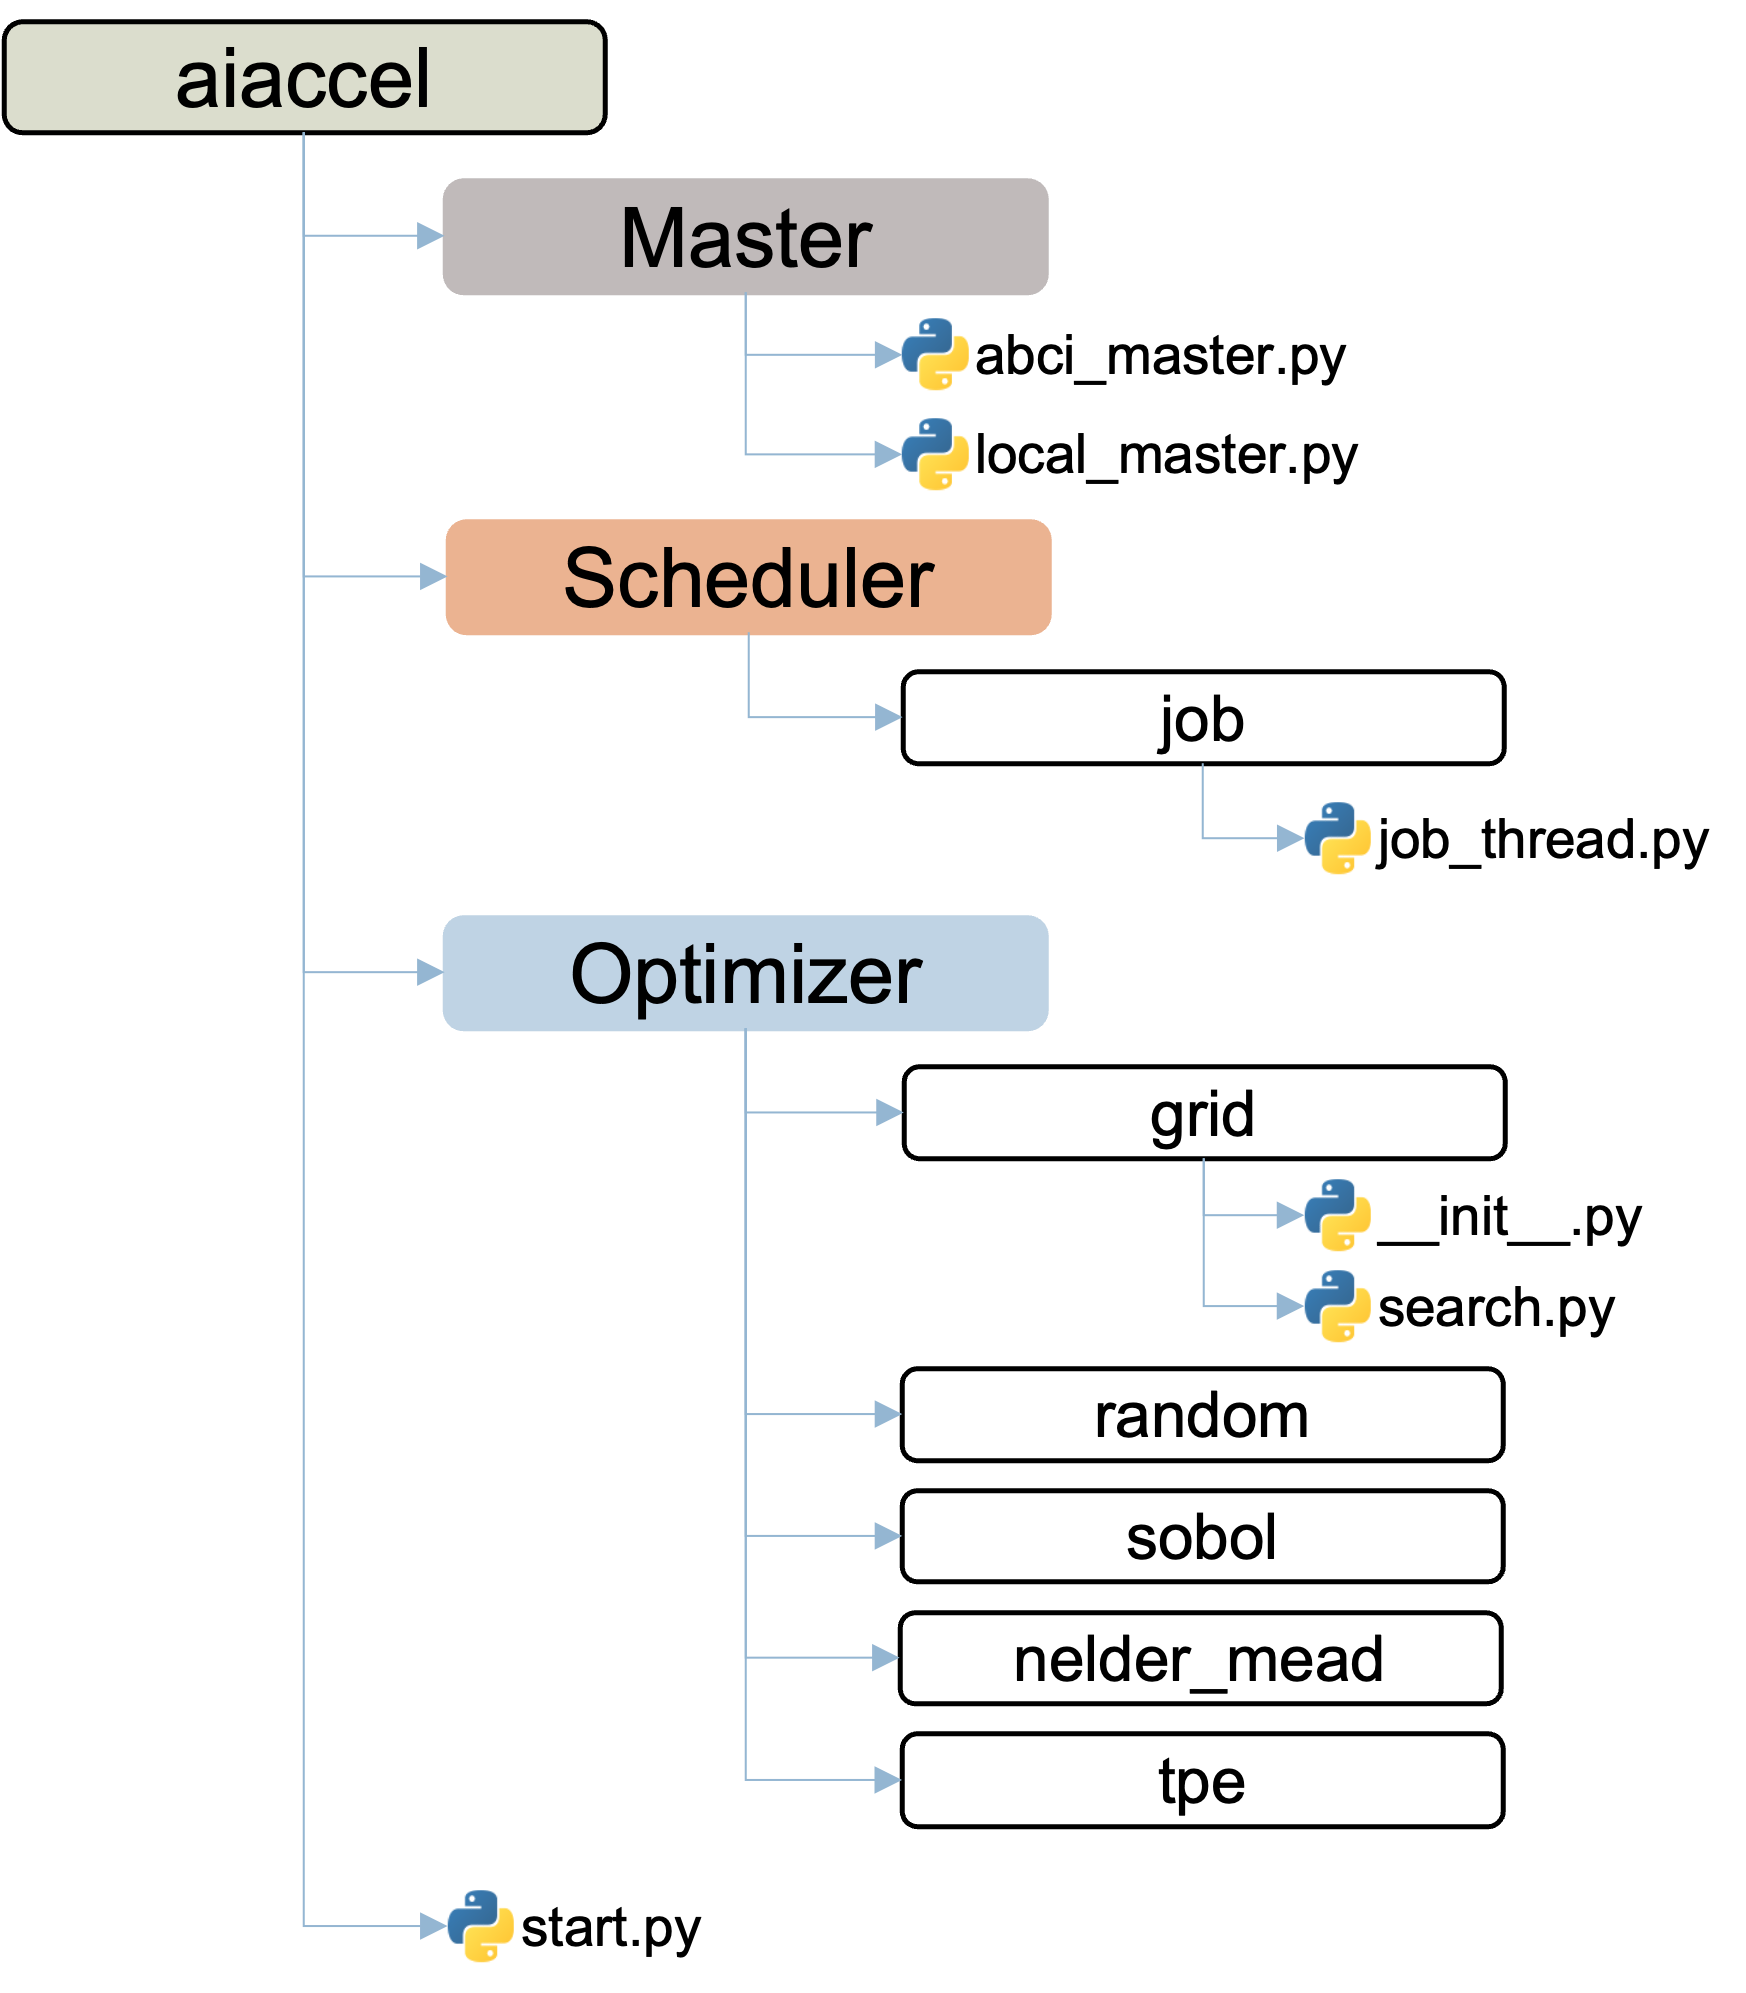 aiaccel
Master
abci_master.py
local_master.py
Scheduler
job
job_thread.py
Optimizer
grid
__init__.py
search.py
random
sobol
nelder_mead
tpe
start.py